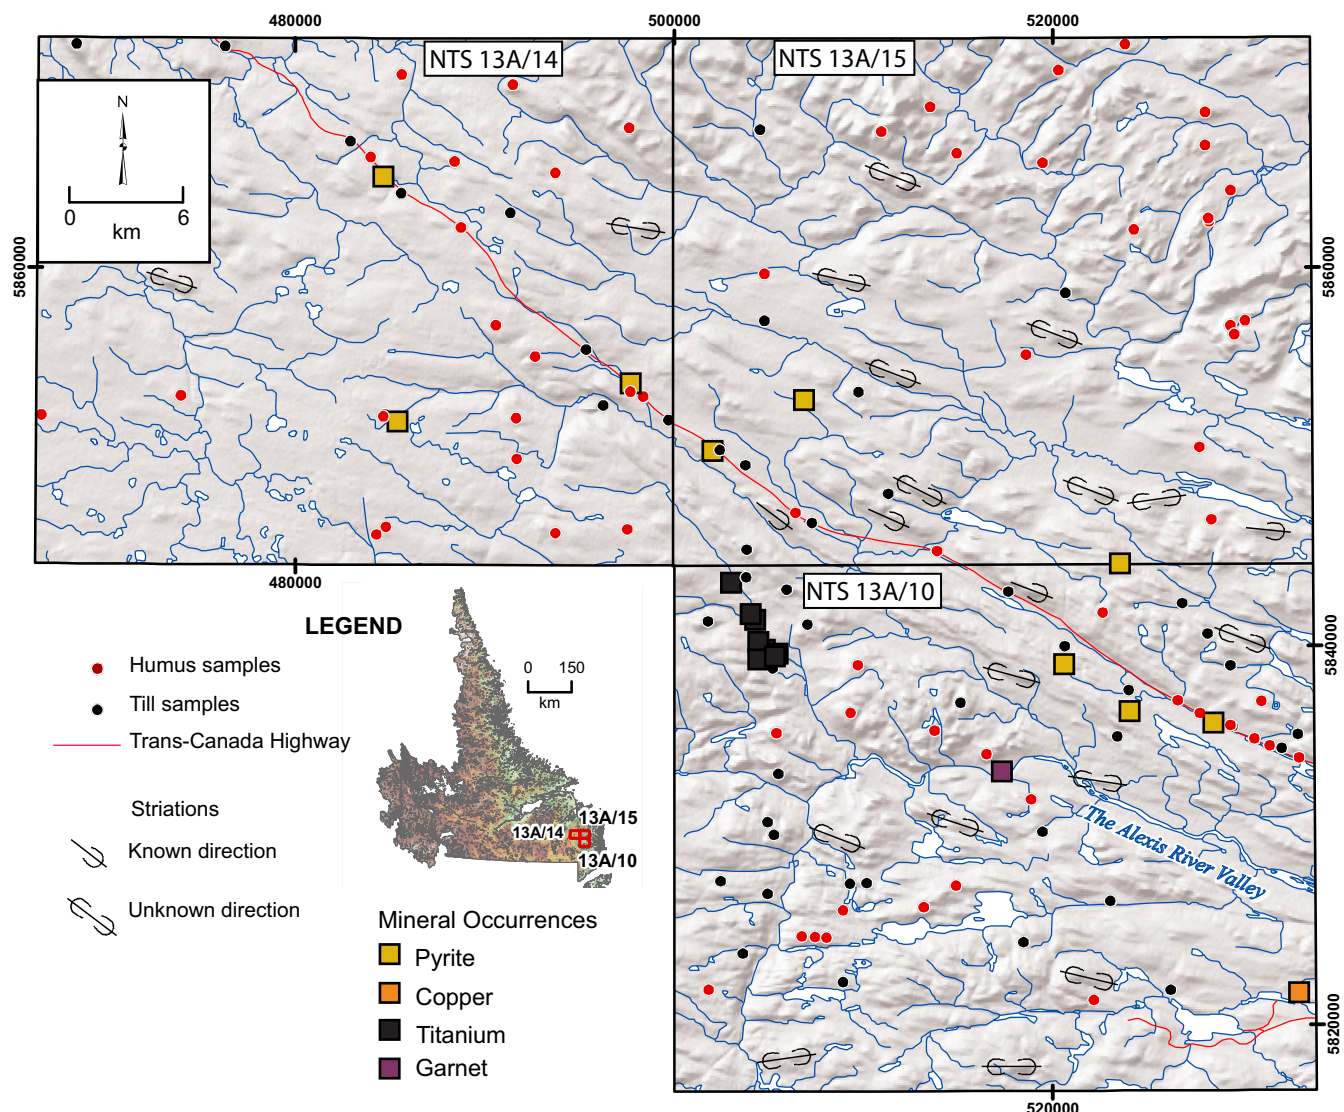 480000
500000
520000
NTS 13A/14
NTS 13A/15
N
0 6
km
5860000
5860000
480000
NTS 13A/10
LEGEND
Humus samples
Till samples
Trans-Canada Highway
Striations
Known direction
Unknown direction
0 150
km
13A/15
13A/14
13A/10
Mineral Occurrences
Pyrite
Copper
Titanium
Garnet
5840000
The Alexis River Valley
5820000
520000